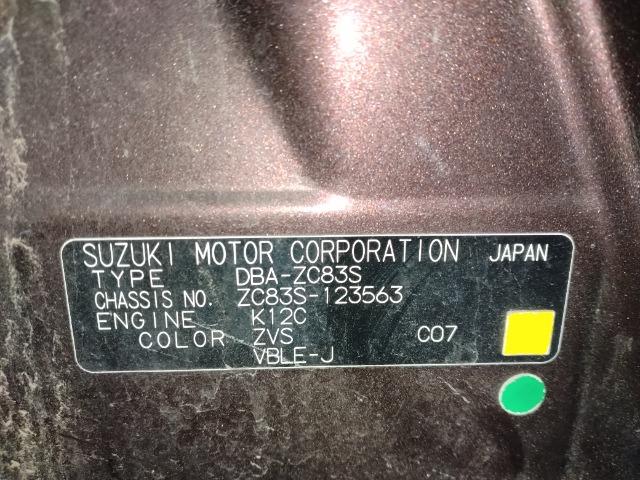 SUZUKI MOTOR CORPORATION JAPAN
TYPE DBA-ZC83S
CHASSIS NO. ZC83S-123563
ENGINE K12C
COLOR ZVS C07
VBLE-J